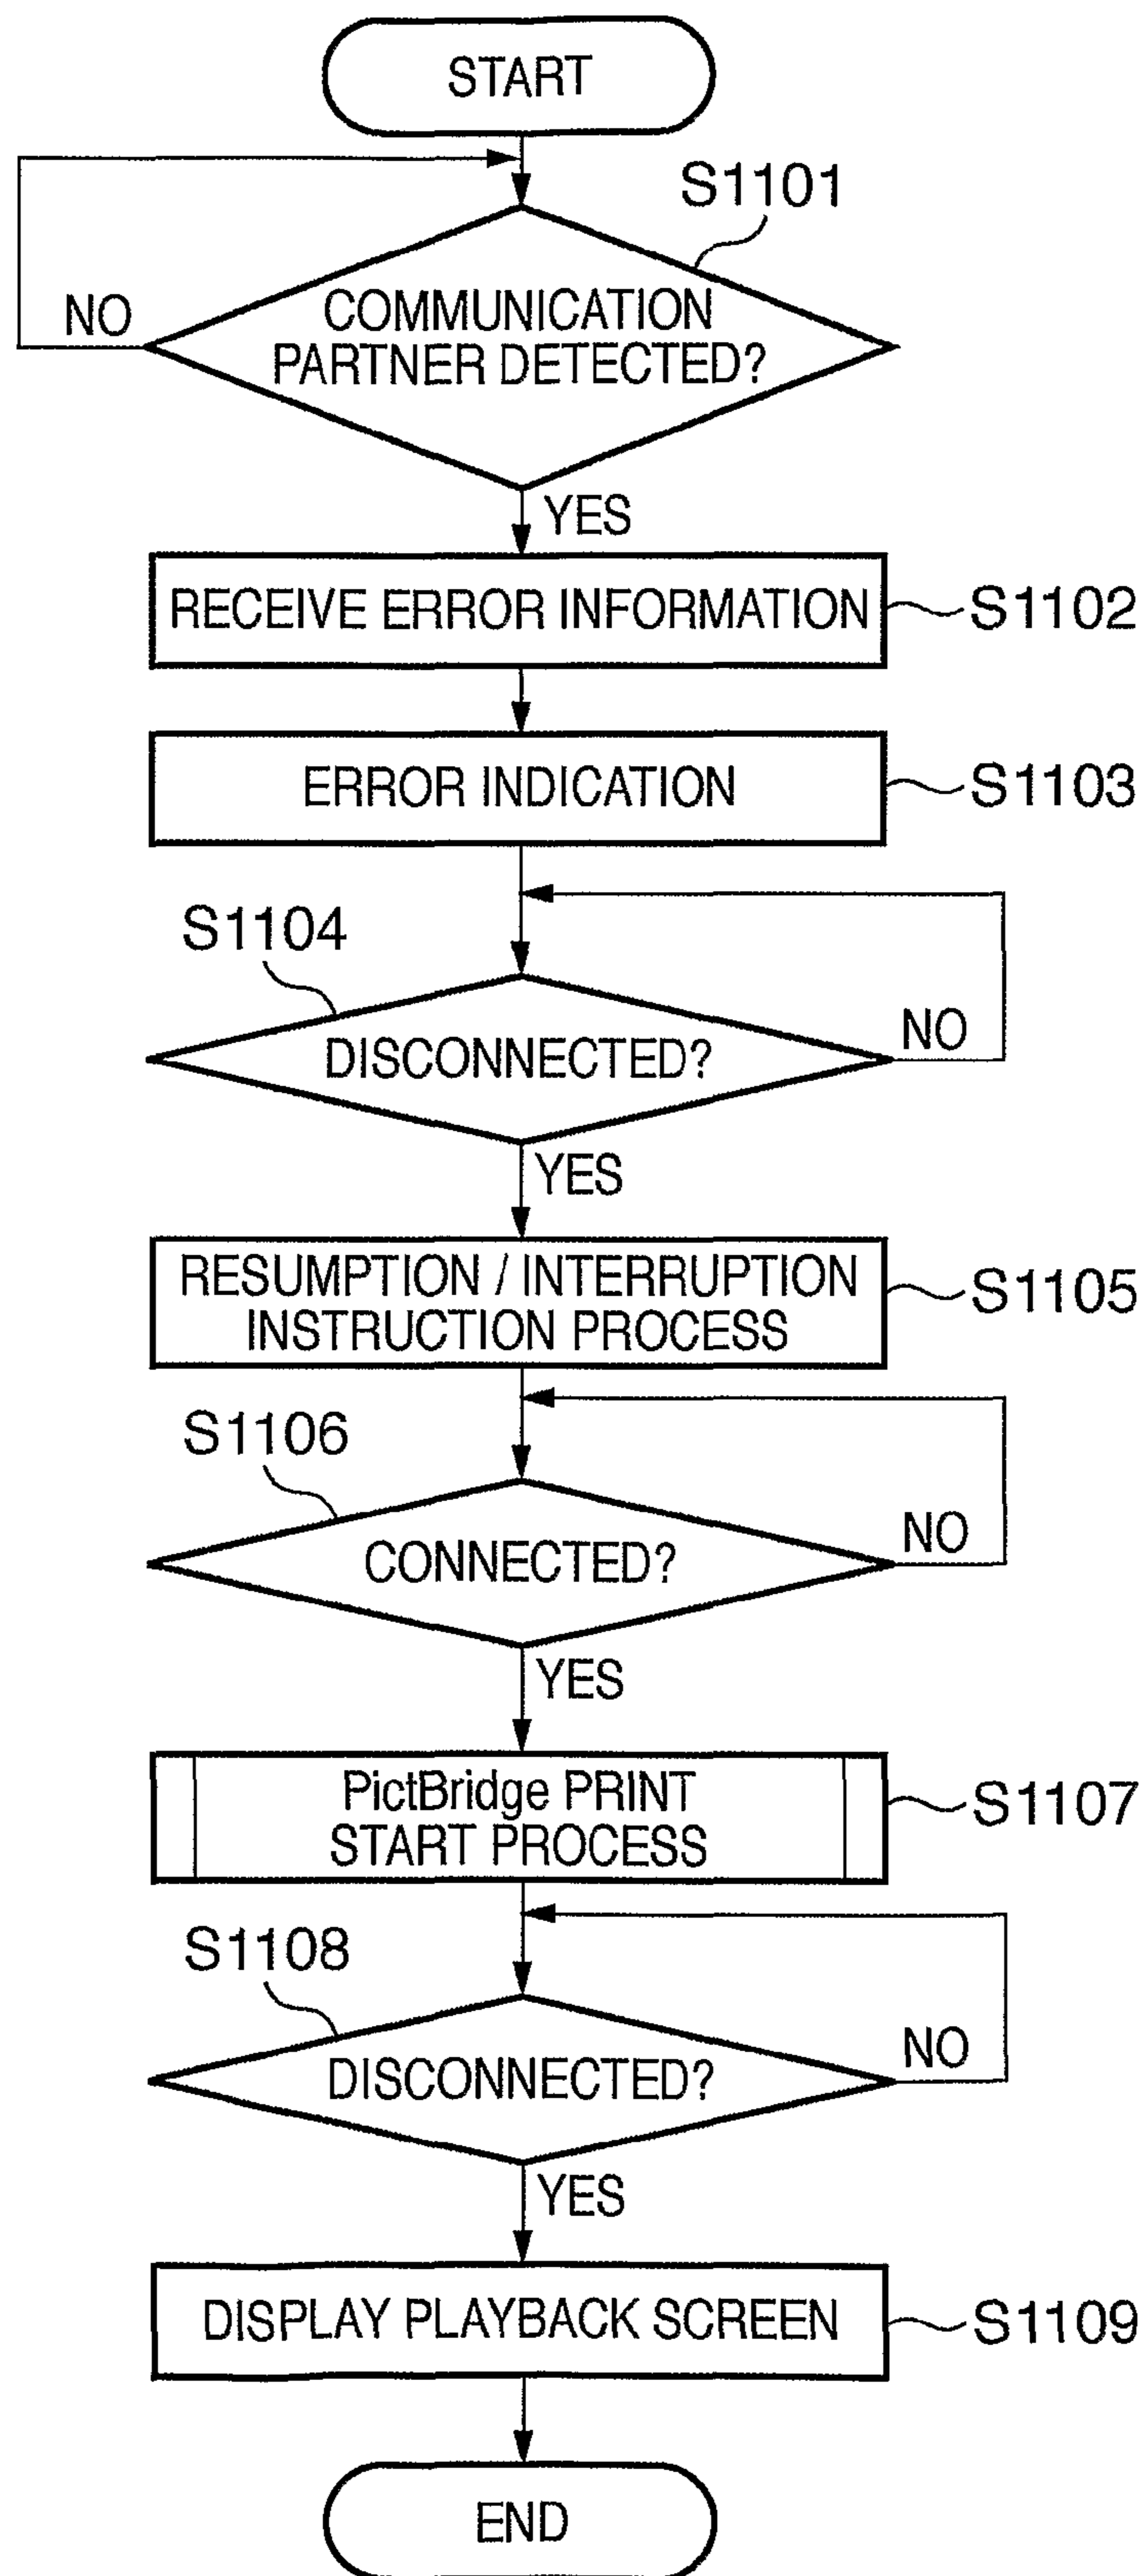 START
S1101
NO
COMMUNICATION
PARTNER DETECTED?
YES
RECEIVE ERROR INFORMATION
S1102
ERROR INDICATION
S1103
S1104
NO
DISCONNECTED?
YES
RESUMPTION / INTERRUPTION
INSTRUCTION PROCESS
S1105
S1106
NO
CONNECTED?
YES
PictBridge PRINT
START PROCESS
S1107
S1108
NO
DISCONNECTED?
YES
DISPLAY PLAYBACK SCREEN
S1109
END